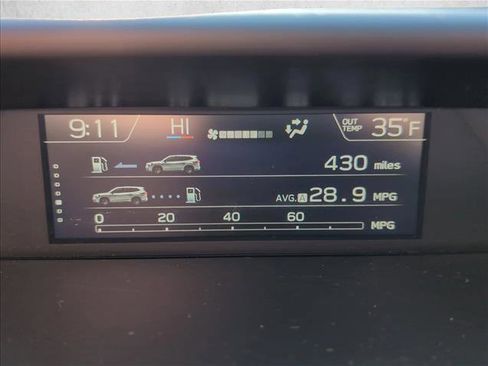 9:11 HI OUT TEMP 35°F
430 miles
AVG. A 28.9 MPG
0 20 40 60
MPG